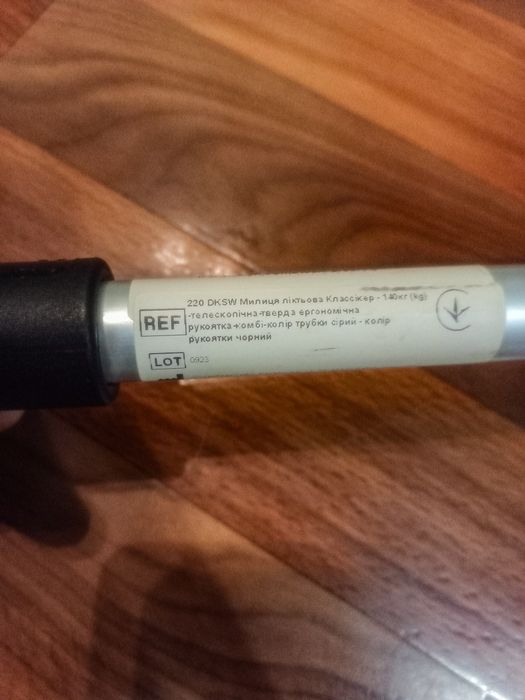 220 DKSW Милиця ліктьова Классікер - 140кг (kg)
-телескопічна-тверда ергономічна
REF
рукоятка-комбі-колір трубки сірий - колір
рукоятки чорний
LOT 0923